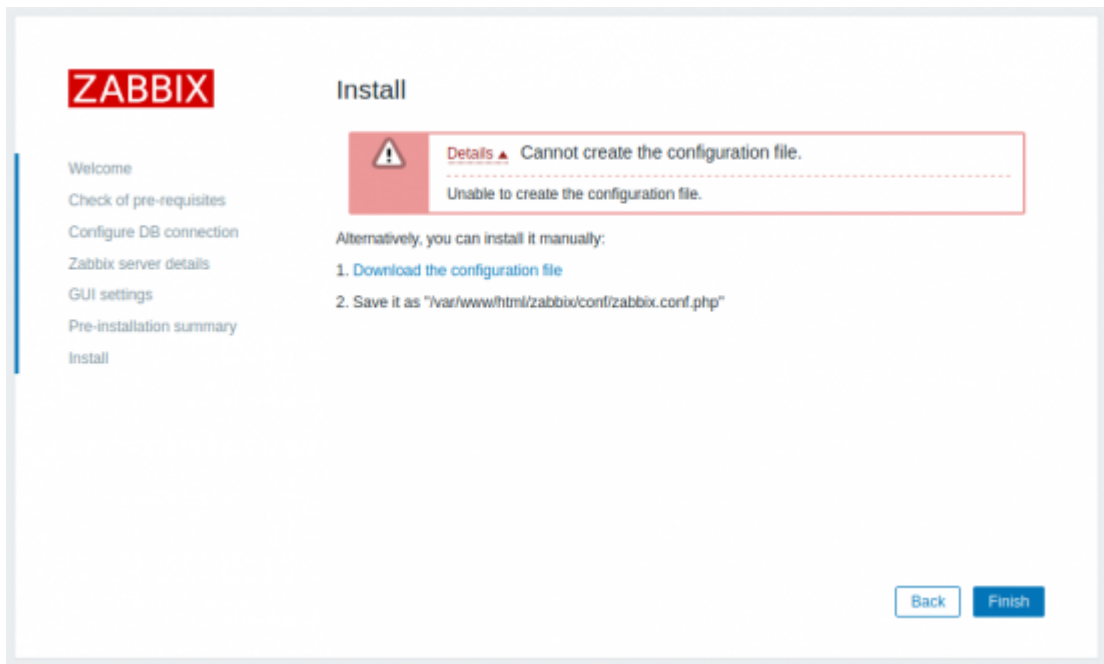 ZABBIX
Install
Welcome
Check of pre-requisites
Configure DB connection
Zabbix server details
GUI settings
Pre-installation summary
Install
Details Cannot create the configuration file.
Unable to create the configuration file.
Alternatively, you can install it manually:
1. Download the configuration file
2. Save it as "/var/www/html/zabbix/conf/zabbix.conf.php"
Back Finish